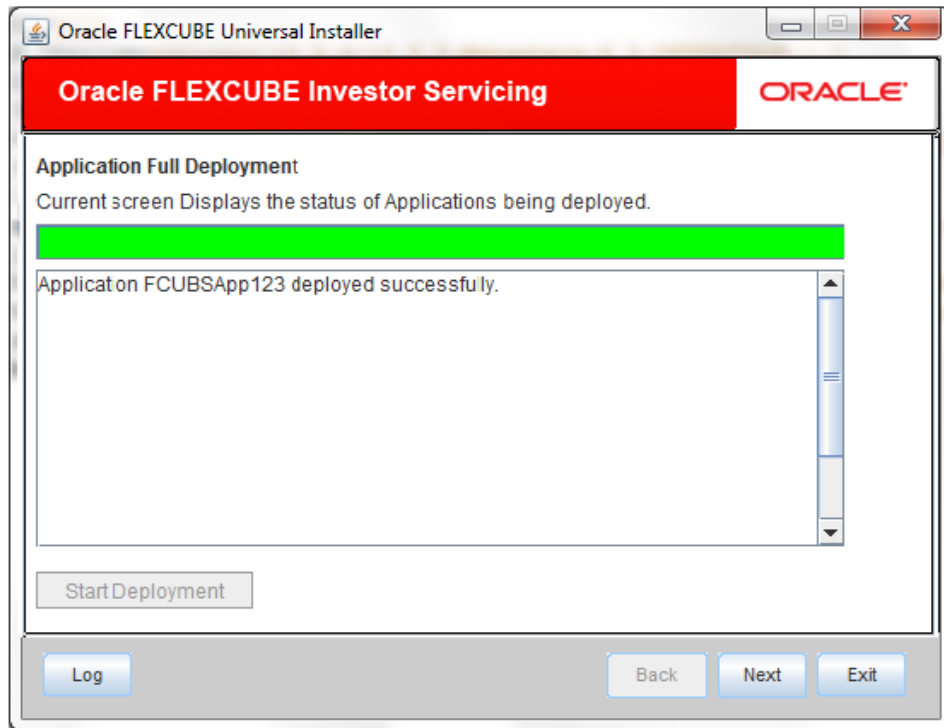 Oracle FLEXCUBE Universal Installer
Oracle FLEXCUBE Investor Servicing
ORACLE
Application Full Deployment
Current screen Displays the status of Applications being deployed.
Application FCUBSApp123 deployed successfully.
Start Deployment
Log
Back
Next
Exit